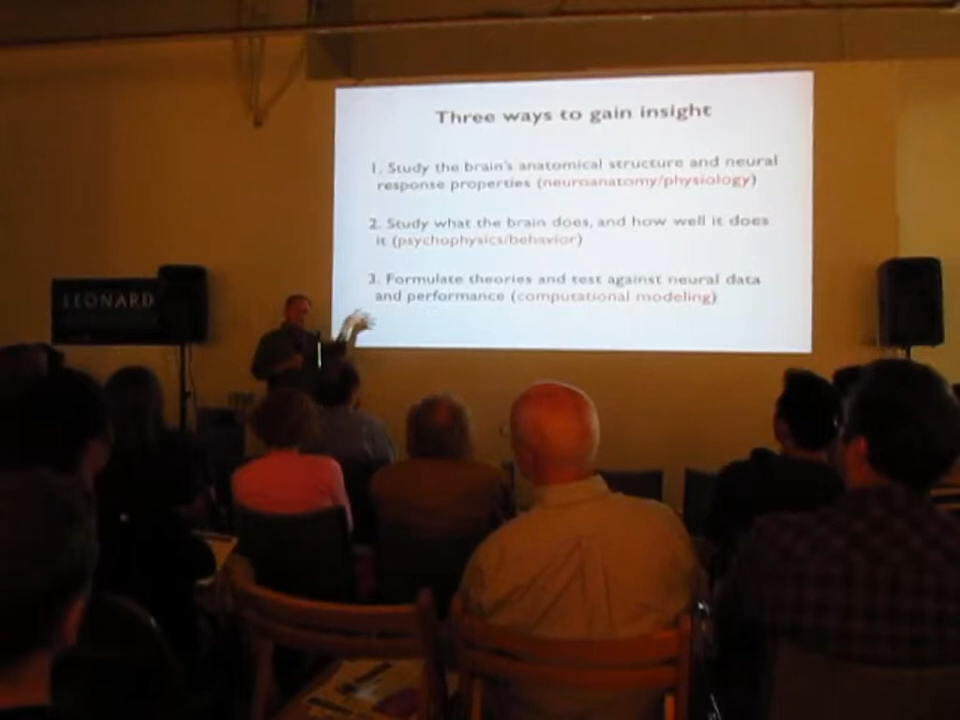 Three ways to gain insight
1. Study the brain's anatomical structure and neural
response properties (neuroanatomy/physiology)
2. Study what the brain does, and how well it does
it (psychophysics/behavior)
3. Formulate theories and test against neural data
and performance (computational modeling)
LEONARD